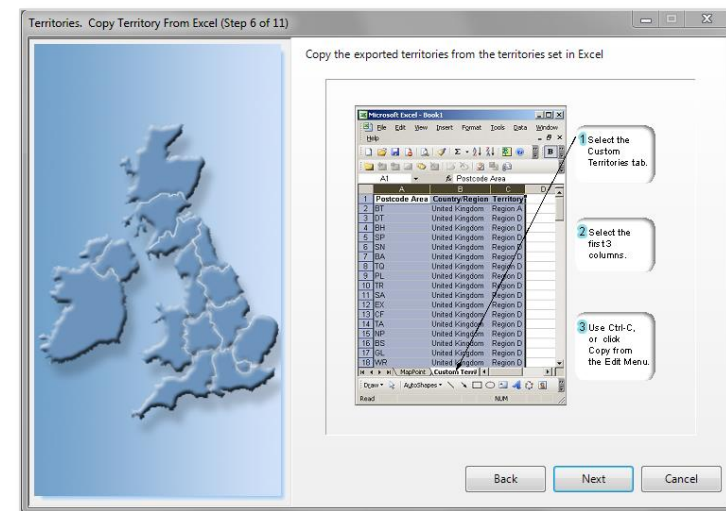 Territories. Copy Territory From Excel (Step 6 of 11)
Copy the exported territories from the territories set in Excel
Microsoft Excel - Book1
File Edit View Insert Format Tools Data Window
Help
A1 Postcode Area
A B C D
1 Postcode Area Country/Region Territory
2 BT United Kingdom Region A
3 DT United Kingdom Region D
4 BH United Kingdom Region D
5 SP United Kingdom Region D
6 SN United Kingdom Region D
7 BA United Kingdom Region D
8 TQ United Kingdom Region D
9 PL United Kingdom Region D
10 TR United Kingdom Region D
11 SA United Kingdom Region D
12 EX United Kingdom Region D
13 CF United Kingdom Region D
14 TA United Kingdom Region D
15 NP United Kingdom Region D
16 BS United Kingdom Region D
17 GL United Kingdom Region D
18 WR United Kingdom Region D
MapPoint Custom Terri
Draw AutoShapes
Read NUM
1 Select the
Custom
Territories tab.
2 Select the
first 3
columns.
3 Use Ctrl-C,
or click
Copy from
the Edit Menu.
Back Next Cancel